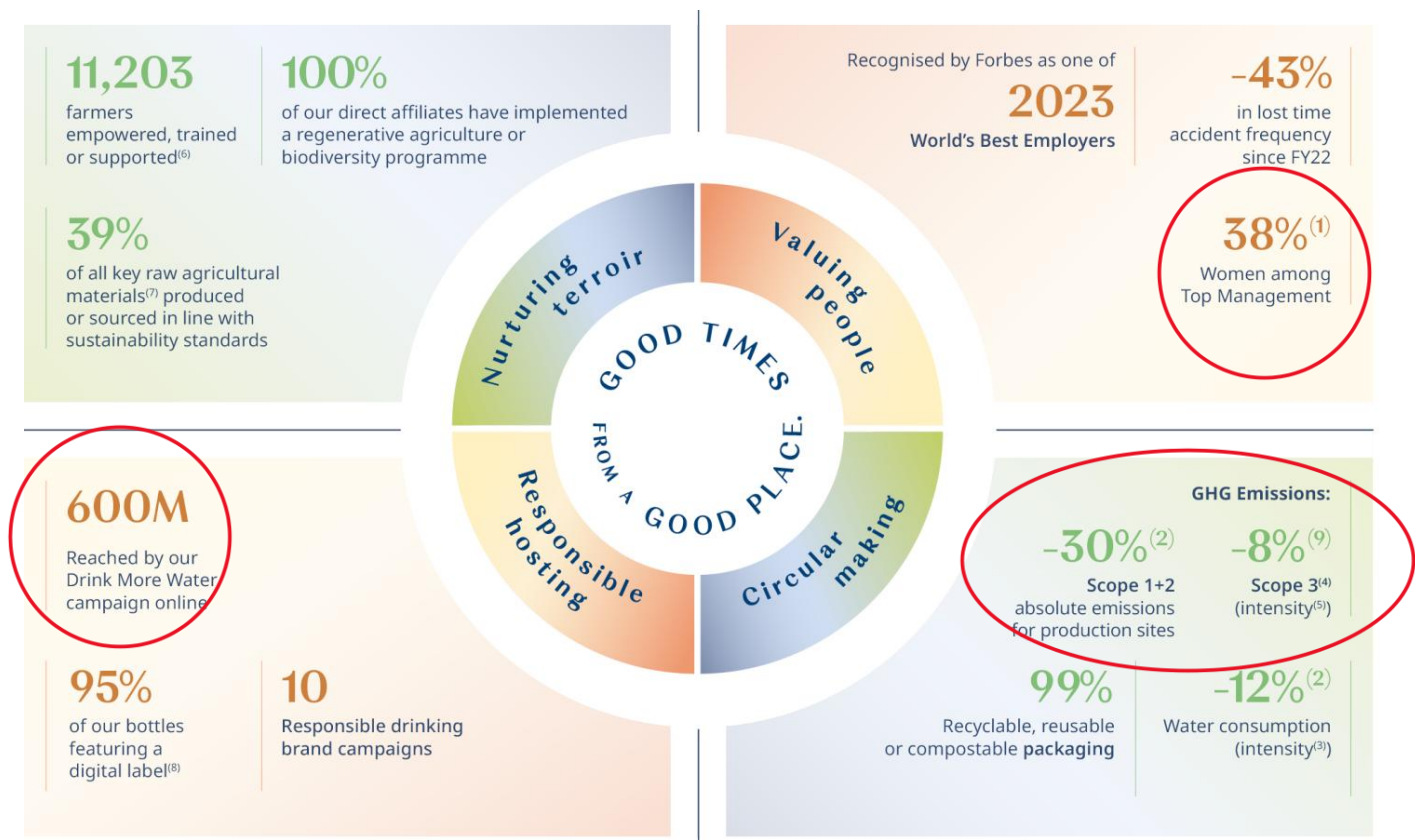 11,203
farmers
empowered, trained
or supported(6)
100%
of our direct affiliates have implemented
a regenerative agriculture or
biodiversity programme
39%
of all key raw agricultural
materials(7) produced
or sourced in line with
sustainability standards
Recognised by Forbes as one of
2023
World's Best Employers
-43%
in lost time
accident frequency
since FY22
38%(1)
Women among
Top Management
Nurturing
terroir
Valuing
people
GOOD TIMES
FROM A GOOD PLACE.
Responsible
hosting
Circular
making
600M
Reached by our
Drink More Water
campaign online
95%
of our bottles
featuring a
digital label(8)
10
Responsible drinking
brand campaigns
GHG Emissions:
-30%(2)
Scope 1+2
absolute emissions
for production sites
-8%(9)
Scope 3(4)
(intensity(5))
99%
Recyclable, reusable
or compostable packaging
-12%(2)
Water consumption
(intensity(3))